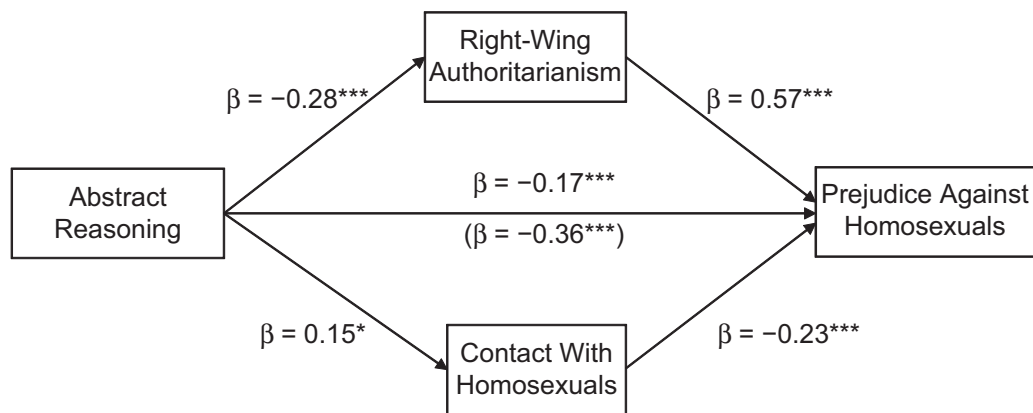 Right-Wing
Authoritarianism
β = −0.28***
β = 0.57***
Abstract
Reasoning
β = −0.17***
(β = −0.36***)
Prejudice Against
Homosexuals
β = 0.15*
β = −0.23***
Contact With
Homosexuals